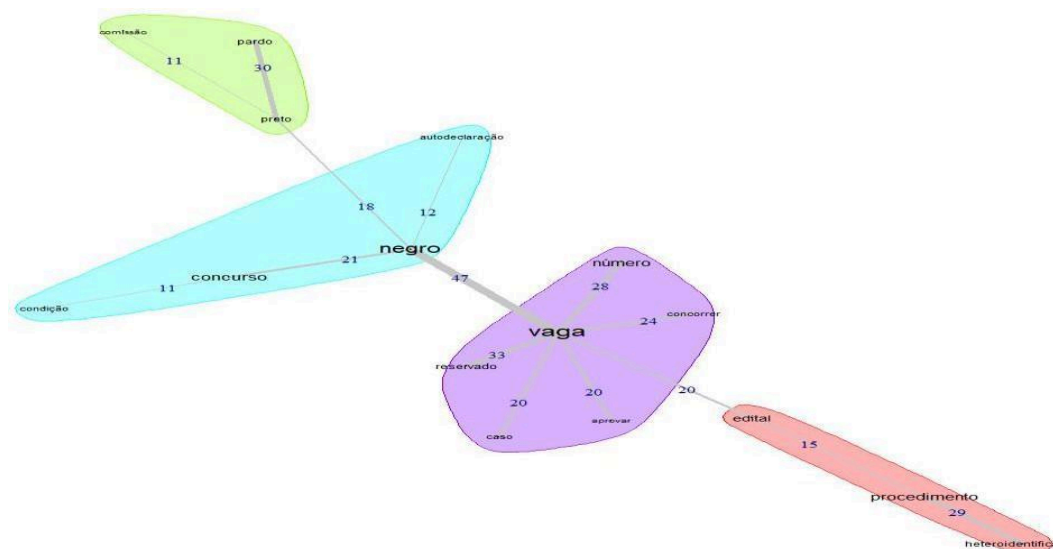 comissão
pardo
11
30
preto
autodeclaração
18
12
negro
21
concurso
47
número
11
28
condição
concorrer
24
vaga
33
reservado
20
20
20
aprovar
edital
caso
15
procedimento
29
heteroidentific